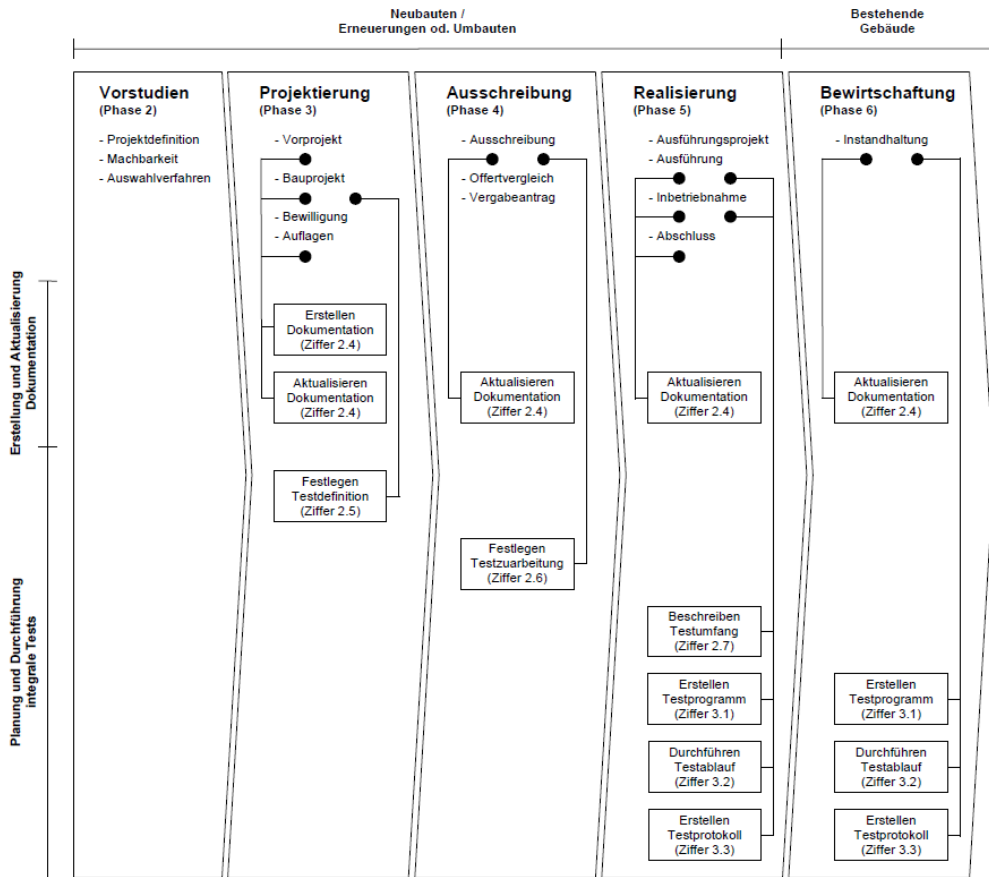 Neubauten /
Erneuerungen od. Umbauten
Bestehende
Gebäude
Vorstudien
(Phase 2)
- Projektdefinition
- Machbarkeit
- Auswahlverfahren
Projektierung
(Phase 3)
- Vorprojekt
- Bauprojekt
- Bewilligung
- Auflagen
Ausschreibung
(Phase 4)
- Ausschreibung
- Offertvergleich
- Vergabeantrag
Realisierung
(Phase 5)
- Ausführungsprojekt
- Ausführung
- Inbetriebnahme
- Abschluss
Bewirtschaftung
(Phase 6)
- Instandhaltung
Erstellung und Aktualisierung
Dokumentation
Erstellen
Dokumentation
(Ziffer 2.4)
Aktualisieren
Dokumentation
(Ziffer 2.4)
Aktualisieren
Dokumentation
(Ziffer 2.4)
Aktualisieren
Dokumentation
(Ziffer 2.4)
Aktualisieren
Dokumentation
(Ziffer 2.4)
Planung und Durchführung
integrale Tests
Festlegen
Testdefinition
(Ziffer 2.5)
Festlegen
Testzuarbeitung
(Ziffer 2.6)
Beschreiben
Testumfang
(Ziffer 2.7)
Erstellen
Testprogramm
(Ziffer 3.1)
Durchführen
Testablauf
(Ziffer 3.2)
Erstellen
Testprotokoll
(Ziffer 3.3)
Erstellen
Testprogramm
(Ziffer 3.1)
Durchführen
Testablauf
(Ziffer 3.2)
Erstellen
Testprotokoll
(Ziffer 3.3)